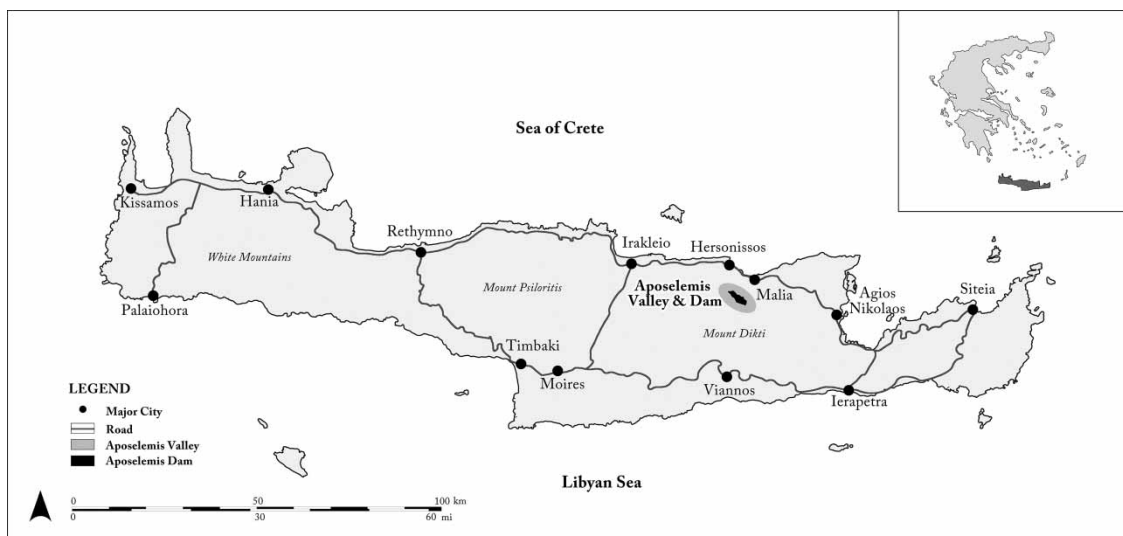 Sea of Crete
Kissamos
Hania
Rethymno
White Mountains
Irakleio
Hersonissos
Mount Psiloritis
Aposelemis
Valley & Dam
Malia
Agios
Nikolaos
Siteia
Palaiohora
Mount Dikti
Timbaki
Moires
Viannos
Ierapetra
LEGEND
Major City
Road
Aposelemis Valley
Aposelemis Dam
Libyan Sea
0 50 100 km
0 30 60 mi